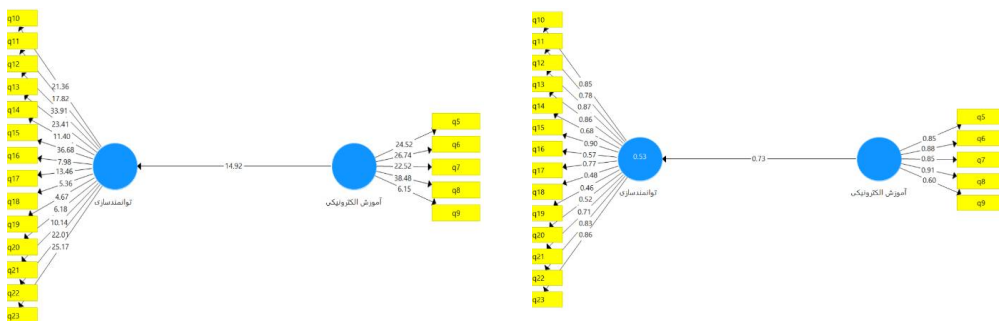 q10
q11
q12
q13
q14
q15
q16
q17
q18
q19
q20
q21
q22
q23
21.36
17.82
33.91
23.41
11.40
36.68
7.98
13.46
5.36
4.67
6.18
10.14
22.01
25.17
توانمندسازی
14.92
آموزش الکترونیکی
24.52
26.74
22.52
38.48
6.15
q5
q6
q7
q8
q9
q10
q11
q12
q13
q14
q15
q16
q17
q18
q19
q20
q21
q22
q23
0.85
0.78
0.87
0.86
0.68
0.90
0.57
0.77
0.48
0.46
0.52
0.71
0.83
0.86
0.53
توانمندسازی
0.73
آموزش الکترونیکی
0.85
0.88
0.85
0.91
0.60
q5
q6
q7
q8
q9